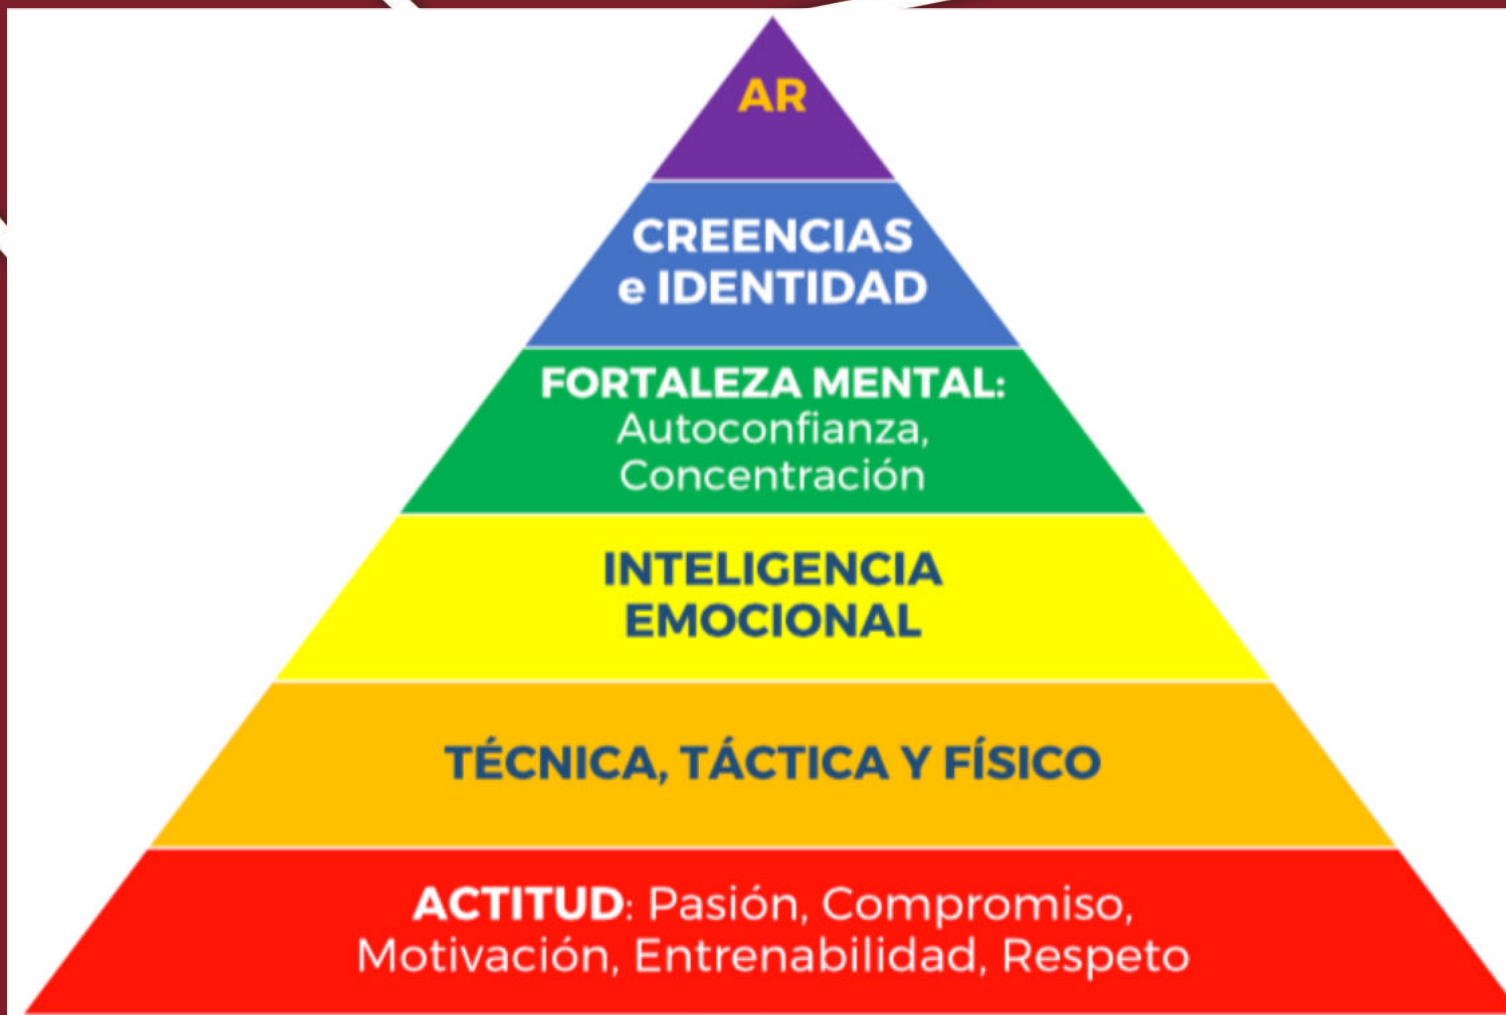 AR
CREENCIAS
e IDENTIDAD
FORTALEZA MENTAL:
Autoconfianza,
Concentración
INTELIGENCIA
EMOCIONAL
TÉCNICA, TÁCTICA Y FÍSICO
ACTITUD: Pasión, Compromiso,
Motivación, Entrenabilidad, Respeto